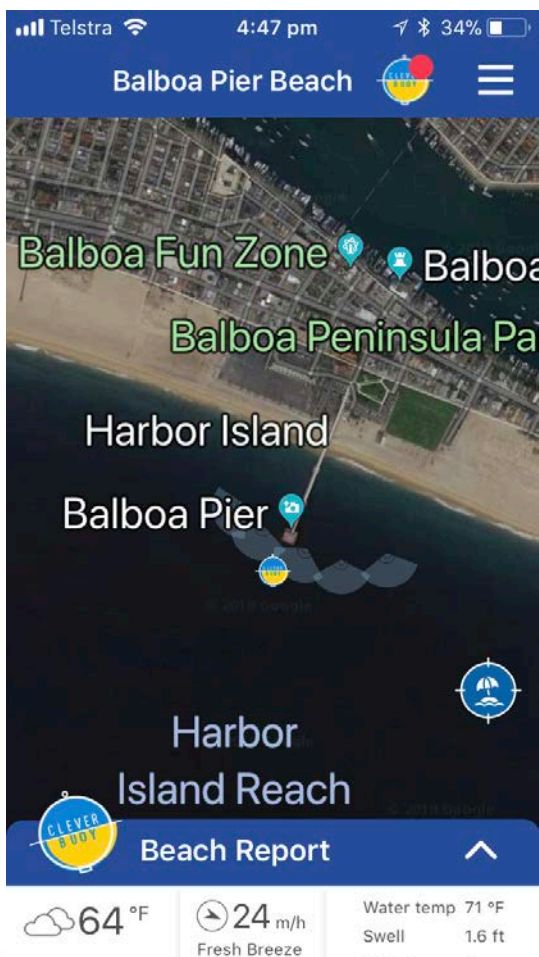 Telstra 4:47 pm 34%
Balboa Pier Beach
CLEVER
BUOY
Balboa Fun Zone
Balboa
Balboa Peninsula Pa
Harbor Island
Balboa Pier
© 2018 Google
Harbor
Island Reach
© 2018 Google
CLEVER
BUOY
Beach Report
64 °F
24 m/h
Fresh Breeze
Water temp 71 °F
Swell 1.6 ft